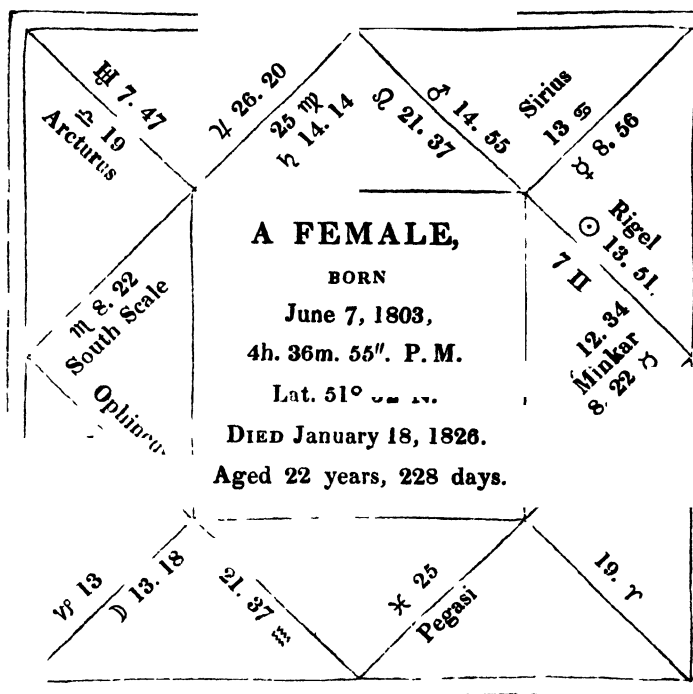 ♅ 7. 47
♎ 19
Arcturus
♃ 26. 20
25 ♍
♄ 14. 14
♂ 14. 55
♌ 21. 37
Sirius
13 ♋
☿ 8. 56
Rigel
☉ 13. 51.
7 ♊
12. 34
Minkar
8. 22 ♉
♏ 8. 22
South Scale
A FEMALE,
BORN
June 7, 1803,
4h. 36m. 55″. P. M.
Lat. 51°
DIED January 18, 1826.
Aged 22 years, 228 days.
♑ 13
☽ 13. 18
21. 37 ♒
♓ 25
Pegasi
19. ♈